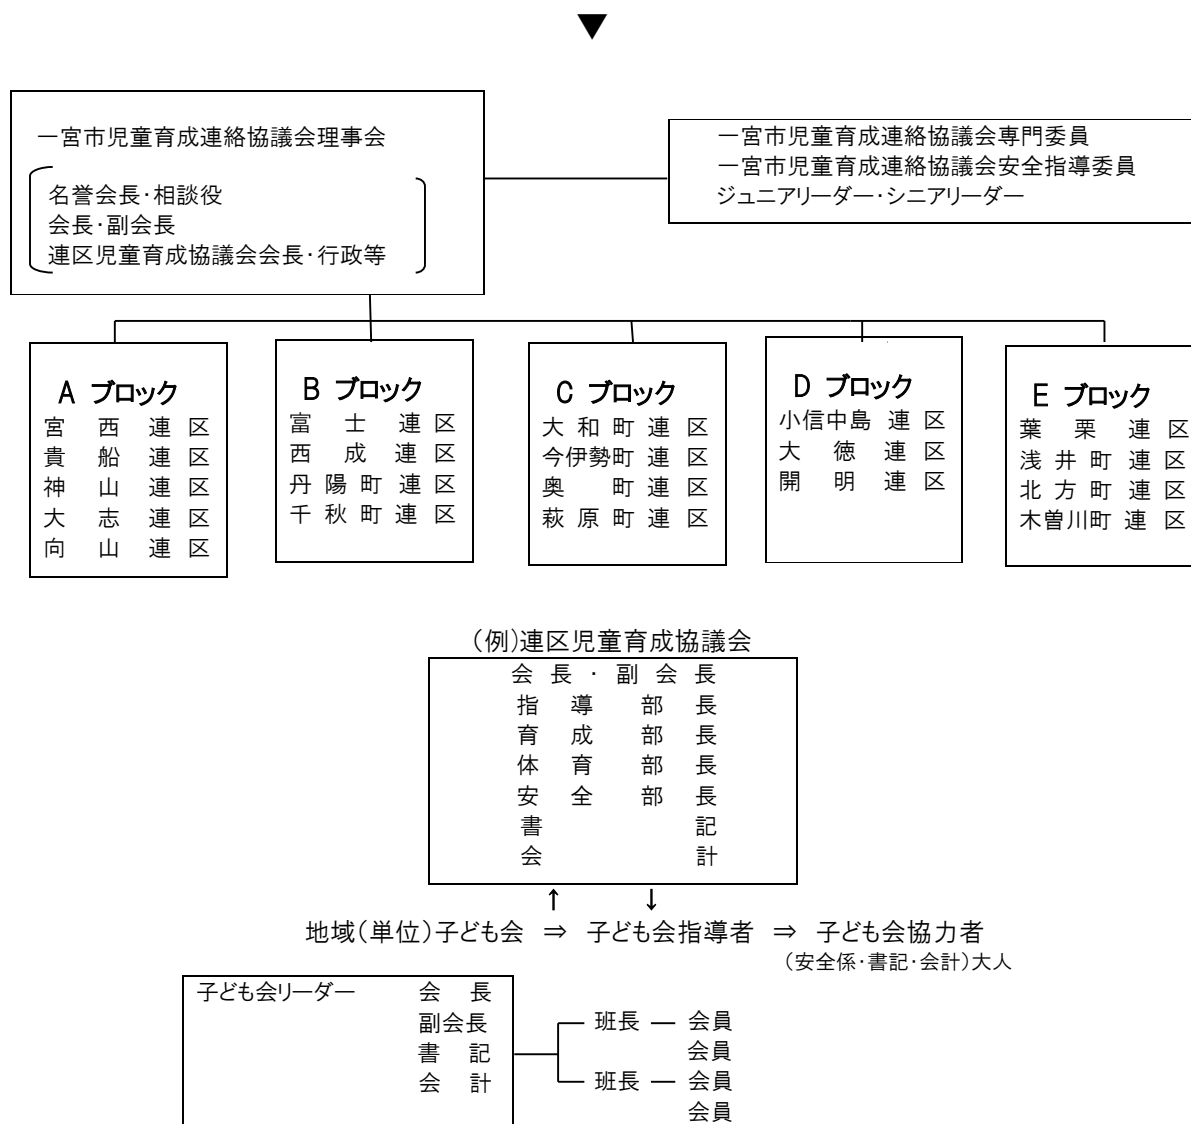 ▼
一宮市児童育成連絡協議会理事会
名誉会長・相談役
会長・副会長
連区児童育成協議会会長・行政等
一宮市児童育成連絡協議会専門委員
一宮市児童育成連絡協議会安全指導委員
ジュニアリーダー・シニアリーダー
A ブロック
宮西連区
貴船連区
神山連区
大志連区
向山連区
B ブロック
富士連区
西成連区
丹陽町連区
千秋町連区
C ブロック
大和町連区
今伊勢町連区
奥町連区
萩原町連区
D ブロック
小信中島連区
大徳連区
開明連区
E ブロック
葉栗連区
浅井町連区
北方町連区
木曽川町連区
(例)連区児童育成協議会
会長・副会長
指導部長
育成部長
体育部長
安全部長
書記
会計
↑ ↓
地域(単位)子ども会 ⇒ 子ども会指導者 ⇒ 子ども会協力者
(安全係・書記・会計)大人
子ども会リーダー 会長
副会長
書記
会計
班長 ― 会員
会員
班長 ― 会員
会員